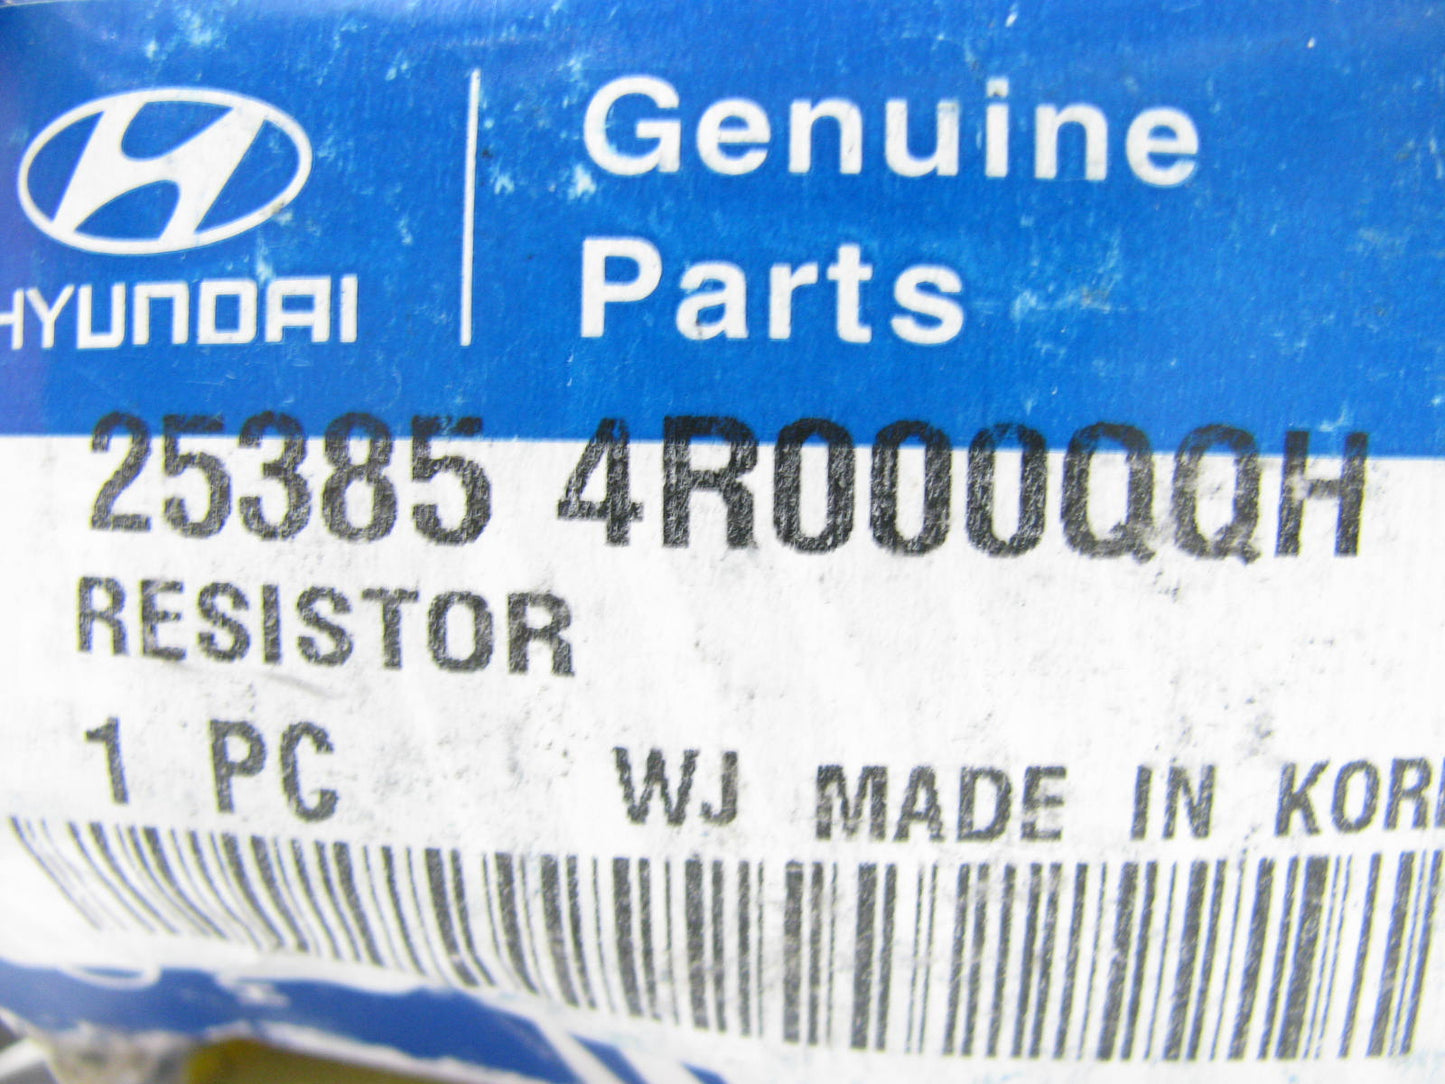 HYUNDAI
Genuine
Parts
25385 4R000QQH
RESISTOR
1 PC WJ MADE IN KOR